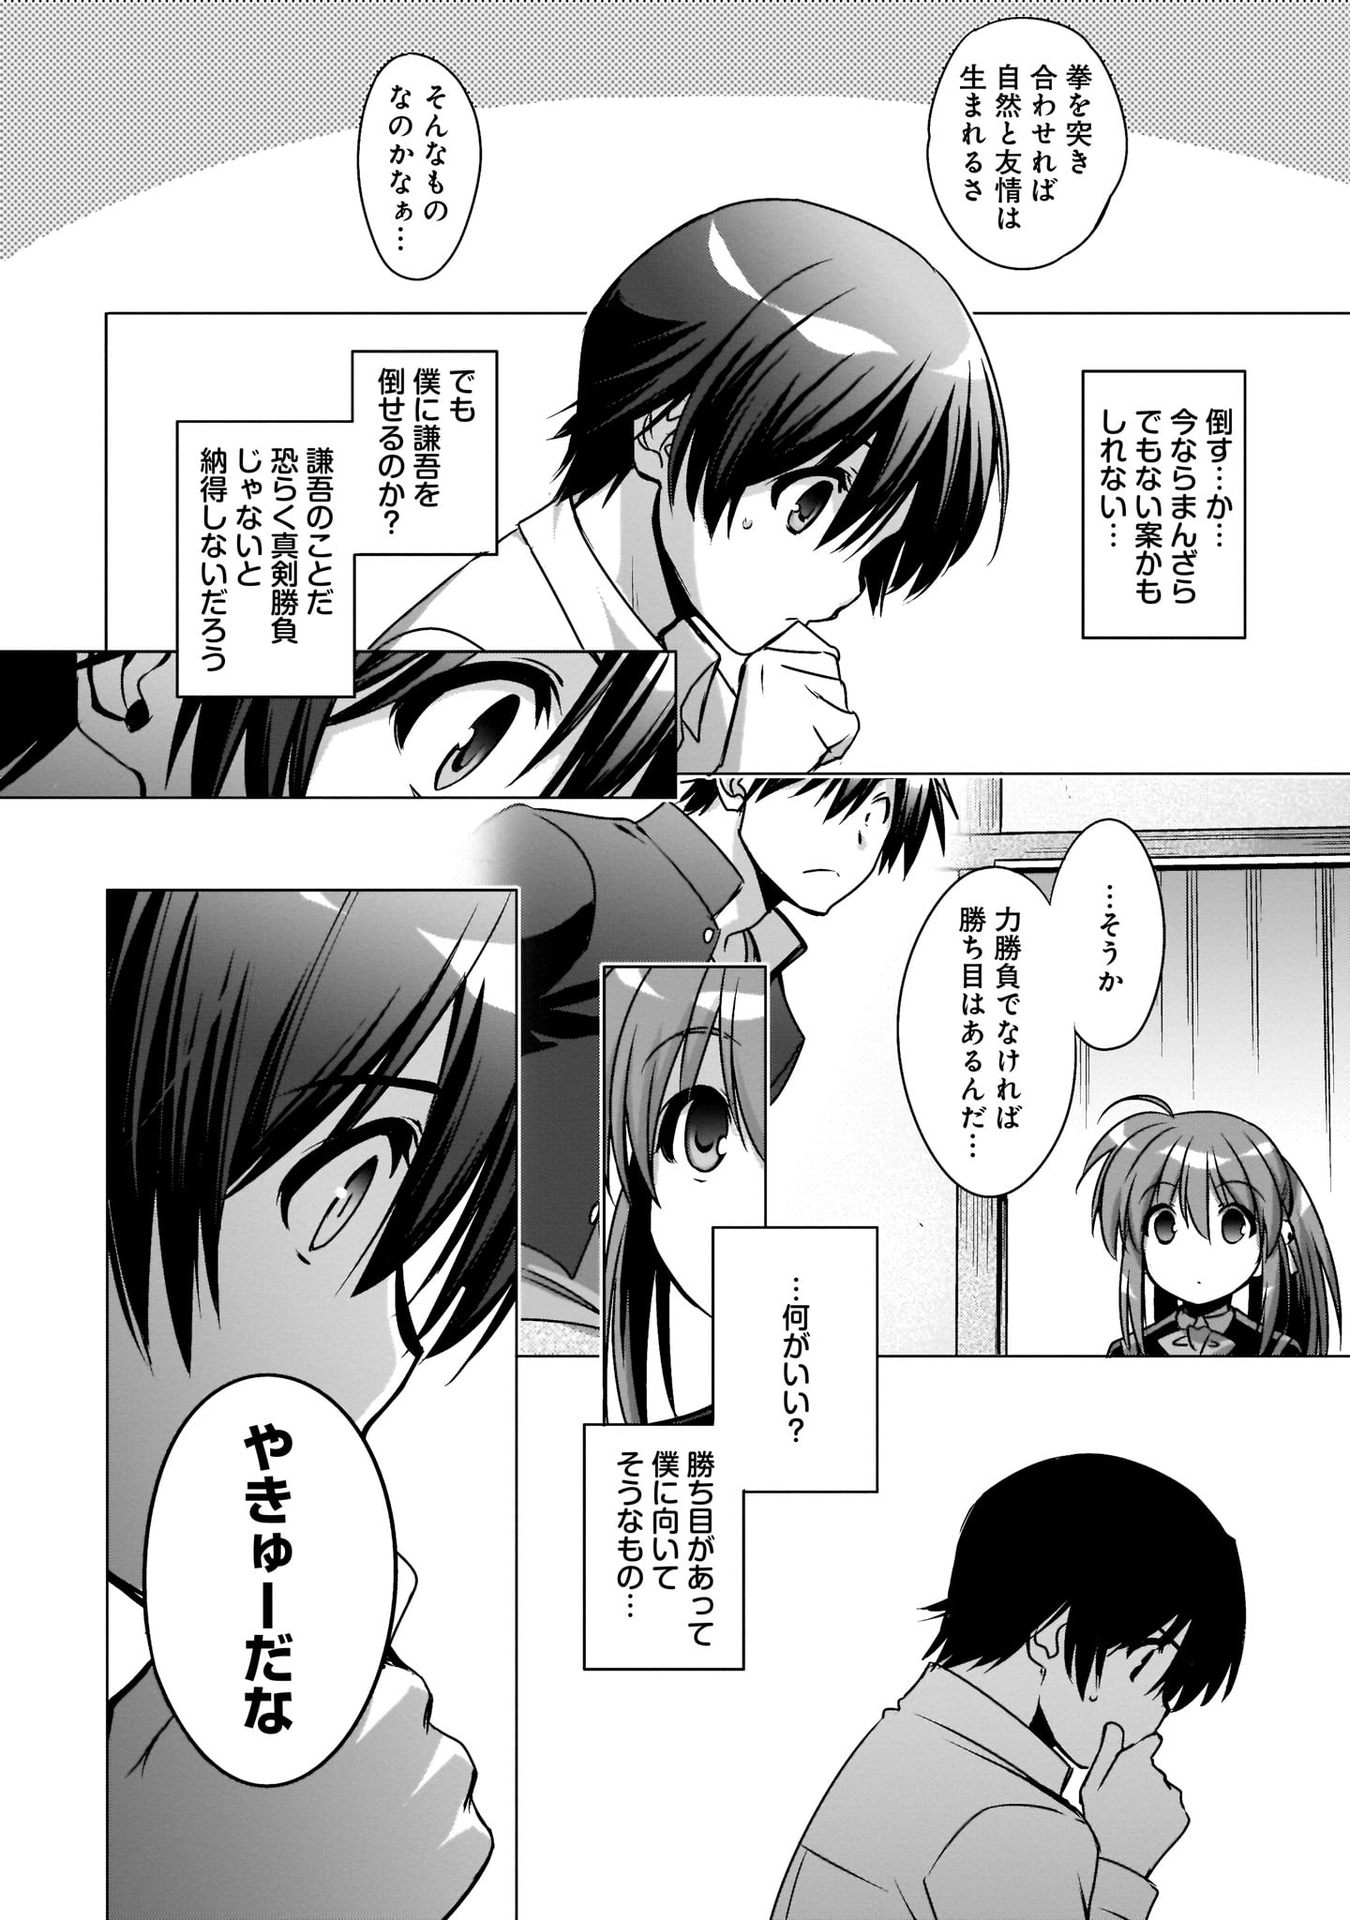 拳を突き
合わせれば
自然と友情は
生まれるさ
そんなもの
なのかなぁ…
倒す…か…
今ならまんざら
でもない案かも
しれない…
でも
僕に謙吾を
倒せるのか？
謙吾のことだ
恐らく真剣勝負
じゃないと
納得しないだろう
…そうか
力勝負でなければ
勝ち目はあるんだ…
…何がいい？
勝ち目があって
僕に向いて
そうなもの…
やきゅーだな